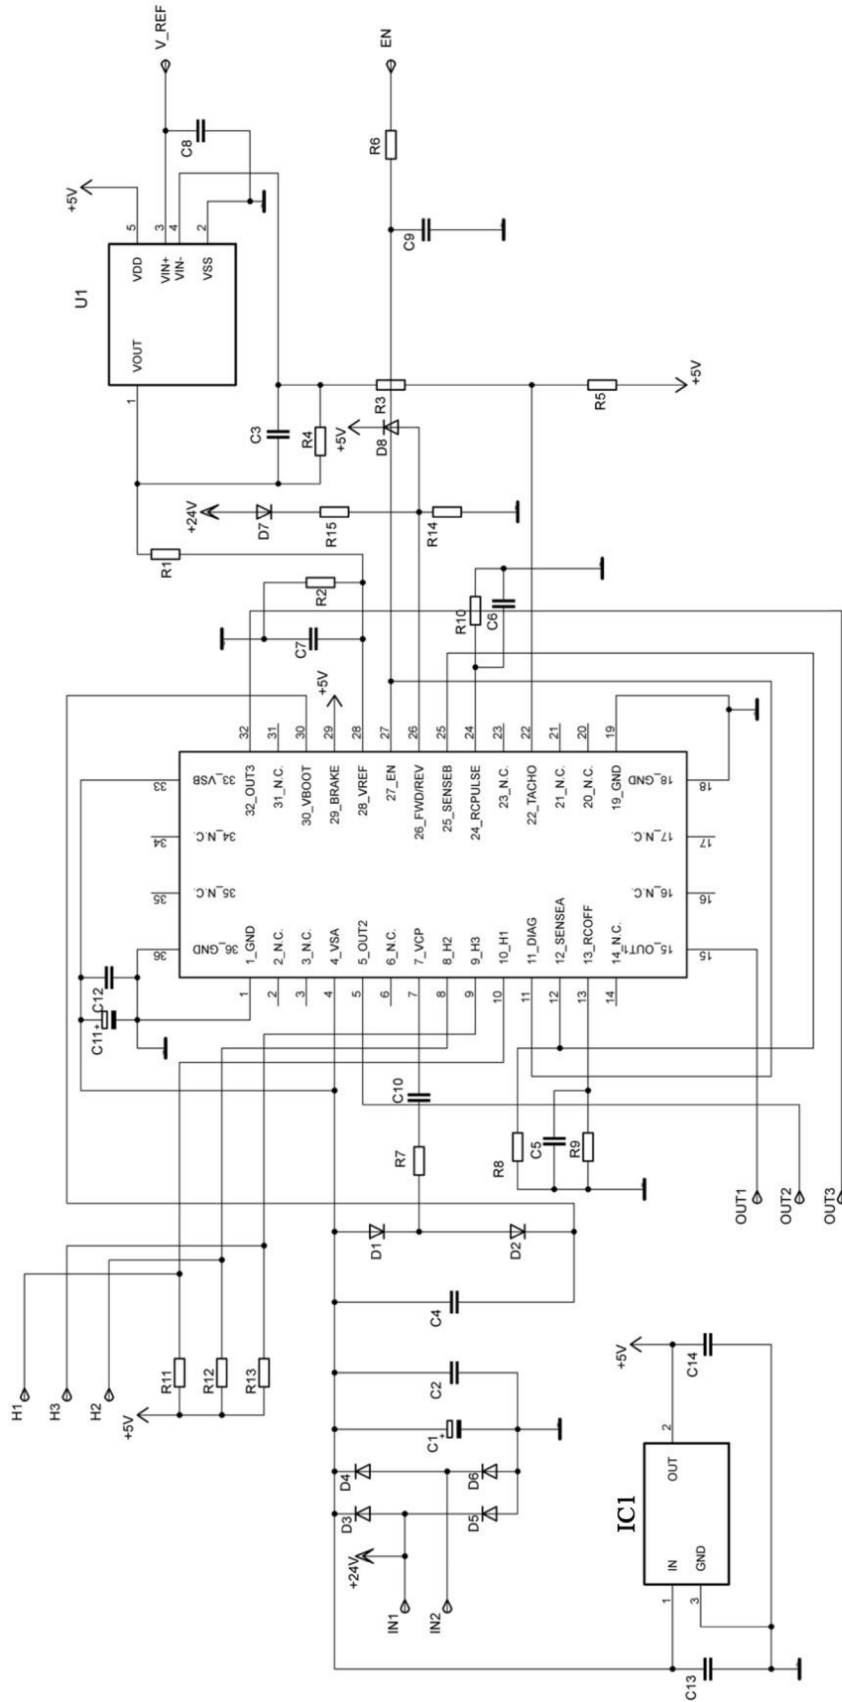 V_REF
EN
C8
R6
+5V
5
3
4
2
VDD
VIN+
VIN-
VSS
U1
VOUT
1
C9
C3
R4
+5V
R3
D8
R5
+5V
+24V
D7
R15
R14
R1
R2
C7
R10
C6
+5V
33
34
35
36
33_VSB
34_N.C.
35_N.C.
36_GND
32
31
30
29
28
27
26
25
24
23
22
21
20
19
32_OUT3
31_N.C.
30_VBOOT
29_BRAKE
28_VREF
27_EN
26_FWD/REV
25_SENSEB
24_RCPULSE
23_N.C.
22_TACHO
21_N.C.
20_N.C.
19_GND
18_GND
17_N.C.
16_N.C.
15_OUT1
18
17
16
15
1_GND
2_N.C.
3_N.C.
4_VSA
5_OUT2
6_N.C.
7_VCP
8_H2
9_H3
10_H1
11_DIAG
12_SENSEA
13_RCOFF
14_N.C.
1
2
3
4
5
6
7
8
9
10
11
12
13
14
C12
C11
+
C10
R7
R8
C5
R9
D1
D2
C4
OUT1
OUT2
OUT3
H1
H3
H2
R11
R12
R13
+5V
C2
C1
+
D4
D6
D3
D5
+24V
IN1
IN2
+5V
C14
2
OUT
IC1
IN
GND
1
3
C13